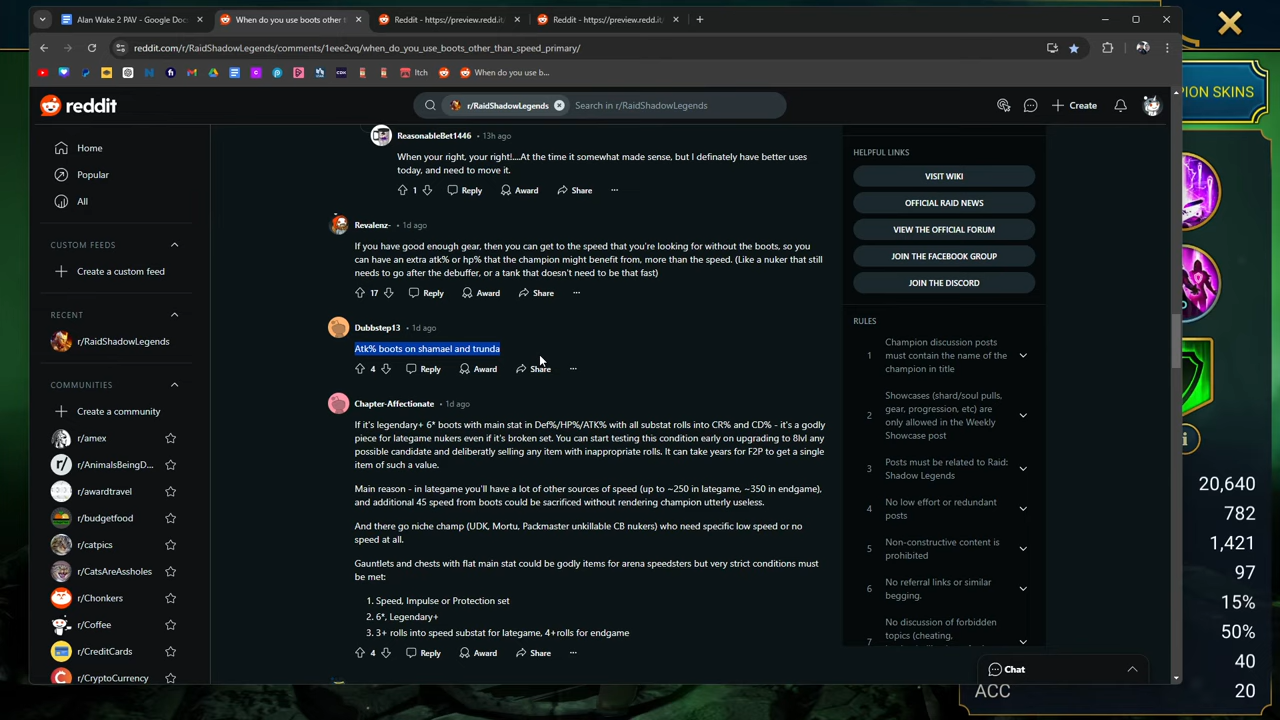 Alan Wake 2 PAV - Google Doc
When do you use boots other t
Reddit - https://preview.redd.it/
Reddit - https://preview.redd.it/
reddit.com/r/RaidShadowLegends/comments/1eee2vq/when_do_you_use_boots_other_than_speed_primary/
Itch
When do you use b...
reddit
r/RaidShadowLegends
Search in r/RaidShadowLegends
Create
ION SKINS
Home
Popular
All
CUSTOM FEEDS
Create a custom feed
RECENT
r/RaidShadowLegends
COMMUNITIES
Create a community
r/amex
r/AnimalsBeingD...
r/awardtravel
r/budgetfood
r/catpics
r/CatsAreAssholes
r/Chonkers
r/Coffee
r/CreditCards
r/CryptoCurrency
ReasonableBet1446 • 13h ago
When your right, your right!....At the time it somewhat made sense, but I definately have better uses
today, and need to move it.
1 Reply Award Share ...
Revalenz- • 1d ago
If you have good enough gear, then you can get to the speed that you're looking for without the boots, so you
can have an extra atk% or hp% that the champion might benefit from, more than the speed. (Like a nuker that still
needs to go after the debuffer, or a tank that doesn't need to be that fast)
17 Reply Award Share ...
Dubbstep13 • 1d ago
Atk% boots on shamael and trunda
4 Reply Award Share ...
Chapter-Affectionate • 1d ago
If it's legendary+ 6* boots with main stat in Def%/HP%/ATK% with all substat rolls into CR% and CD% - it's a godly
piece for lategame nukers even if it's broken set. You can start testing this condition early on upgrading to 8lvl any
possible candidate and deliberately selling any item with inappropriate rolls. It can take years for F2P to get a single
item of such a value.
Main reason - in lategame you'll have a lot of other sources of speed (up to ~250 in lategame, ~350 in endgame),
and additional 45 speed from boots could be sacrificed without rendering champion utterly useless.
And there go niche champ (UDK, Mortu, Packmaster unkillable CB nukers) who need specific low speed or no
speed at all.
Gauntlets and chests with flat main stat could be godly items for arena speedsters but very strict conditions must
be met:
1. Speed, Impulse or Protection set
2. 6*, Legendary+
3. 3+ rolls into speed substat for lategame, 4+rolls for endgame
4 Reply Award Share ...
HELPFUL LINKS
VISIT WIKI
OFFICIAL RAID NEWS
VIEW THE OFFICIAL FORUM
JOIN THE FACEBOOK GROUP
JOIN THE DISCORD
RULES
1 Champion discussion posts
must contain the name of the
champion in title
2 Showcases (shard/soul pulls,
gear, progression, etc) are
only allowed in the Weekly
Showcase post
3 Posts must be related to Raid:
Shadow Legends
4 No low effort or redundant
posts
5 Non-constructive content is
prohibited
6 No referral links or similar
begging.
7 No discussion of forbidden
topics (cheating,
Chat
20,640
782
1,421
97
15%
50%
40
ACC 20